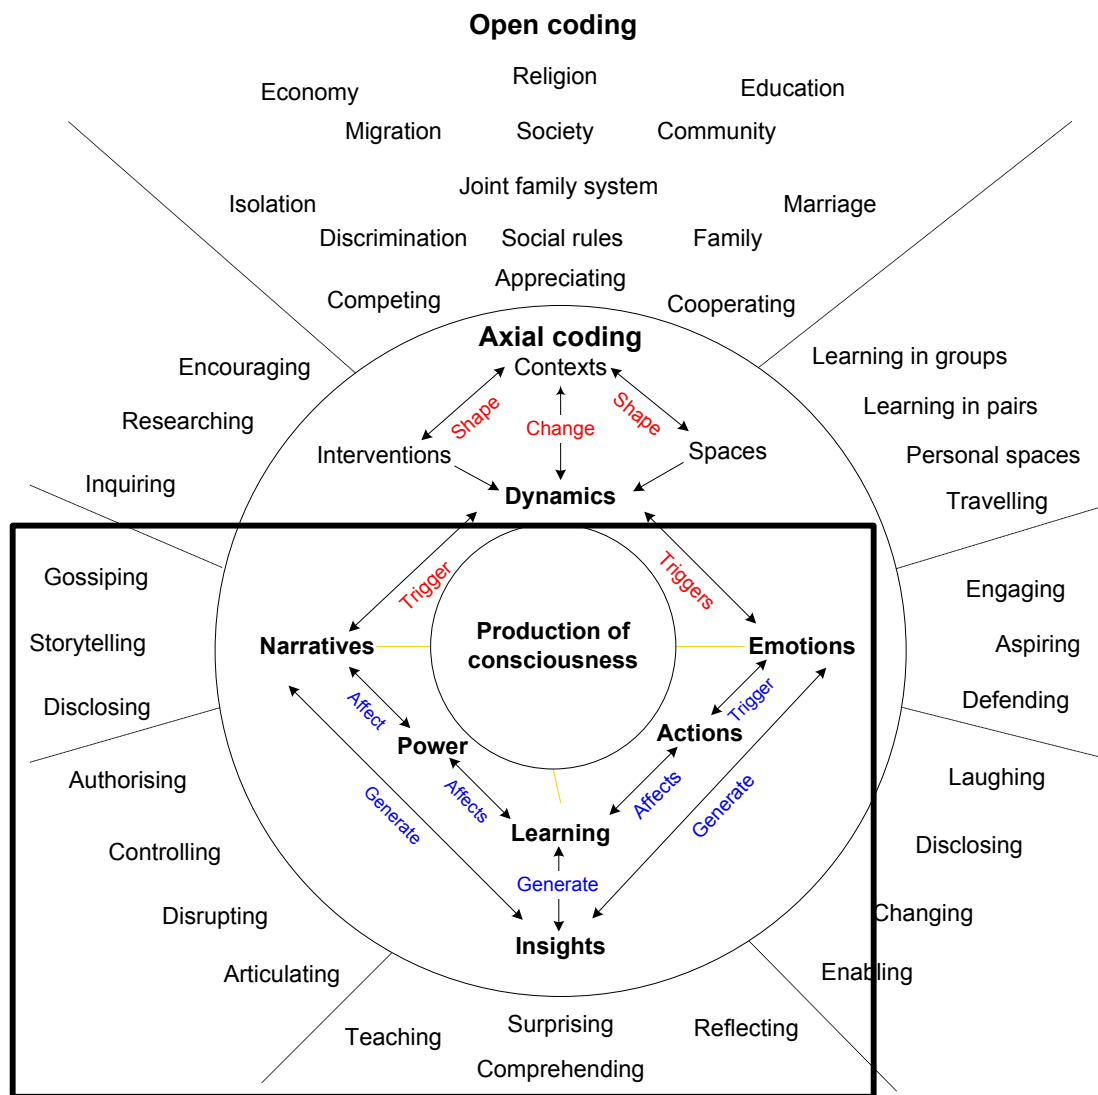 Open coding
Religion
Economy
Education
Migration
Society
Community
Joint family system
Isolation
Marriage
Discrimination
Social rules
Family
Appreciating
Competing
Cooperating
Axial coding
Contexts
Encouraging
Learning in groups
Shape
Shape
Researching
Change
Learning in pairs
Interventions
Spaces
Personal spaces
Inquiring
Dynamics
Travelling
Gossiping
Trigger
Triggers
Engaging
Storytelling
Narratives
Production of
consciousness
Emotions
Aspiring
Disclosing
Affect
Trigger
Defending
Power
Actions
Authorising
Generate
Affects
Affects
Generate
Laughing
Learning
Controlling
Disclosing
Generate
Disrupting
Changing
Insights
Articulating
Enabling
Teaching
Surprising
Reflecting
Comprehending